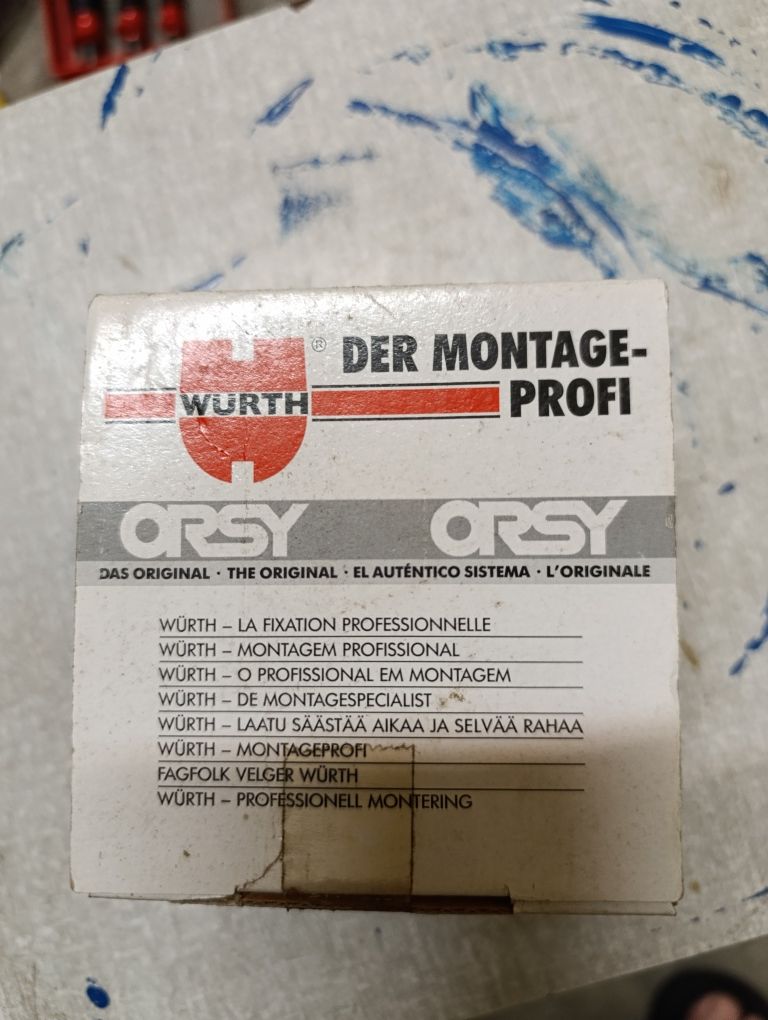 WÜRTH
®
DER MONTAGE-
PROFI
ORSY ORSY
DAS ORIGINAL · THE ORIGINAL · EL AUTÉNTICO SISTEMA · L'ORIGINALE
WÜRTH – LA FIXATION PROFESSIONNELLE
WÜRTH – MONTAGEM PROFISSIONAL
WÜRTH – O PROFISSIONAL EM MONTAGEM
WÜRTH – DE MONTAGESPECIALIST
WÜRTH – LAATU SÄÄSTÄÄ AIKAA JA SELVÄÄ RAHAA
WÜRTH – MONTAGEPROFI
FAGFOLK VELGER WÜRTH
WÜRTH – PROFESSIONELL MONTERING